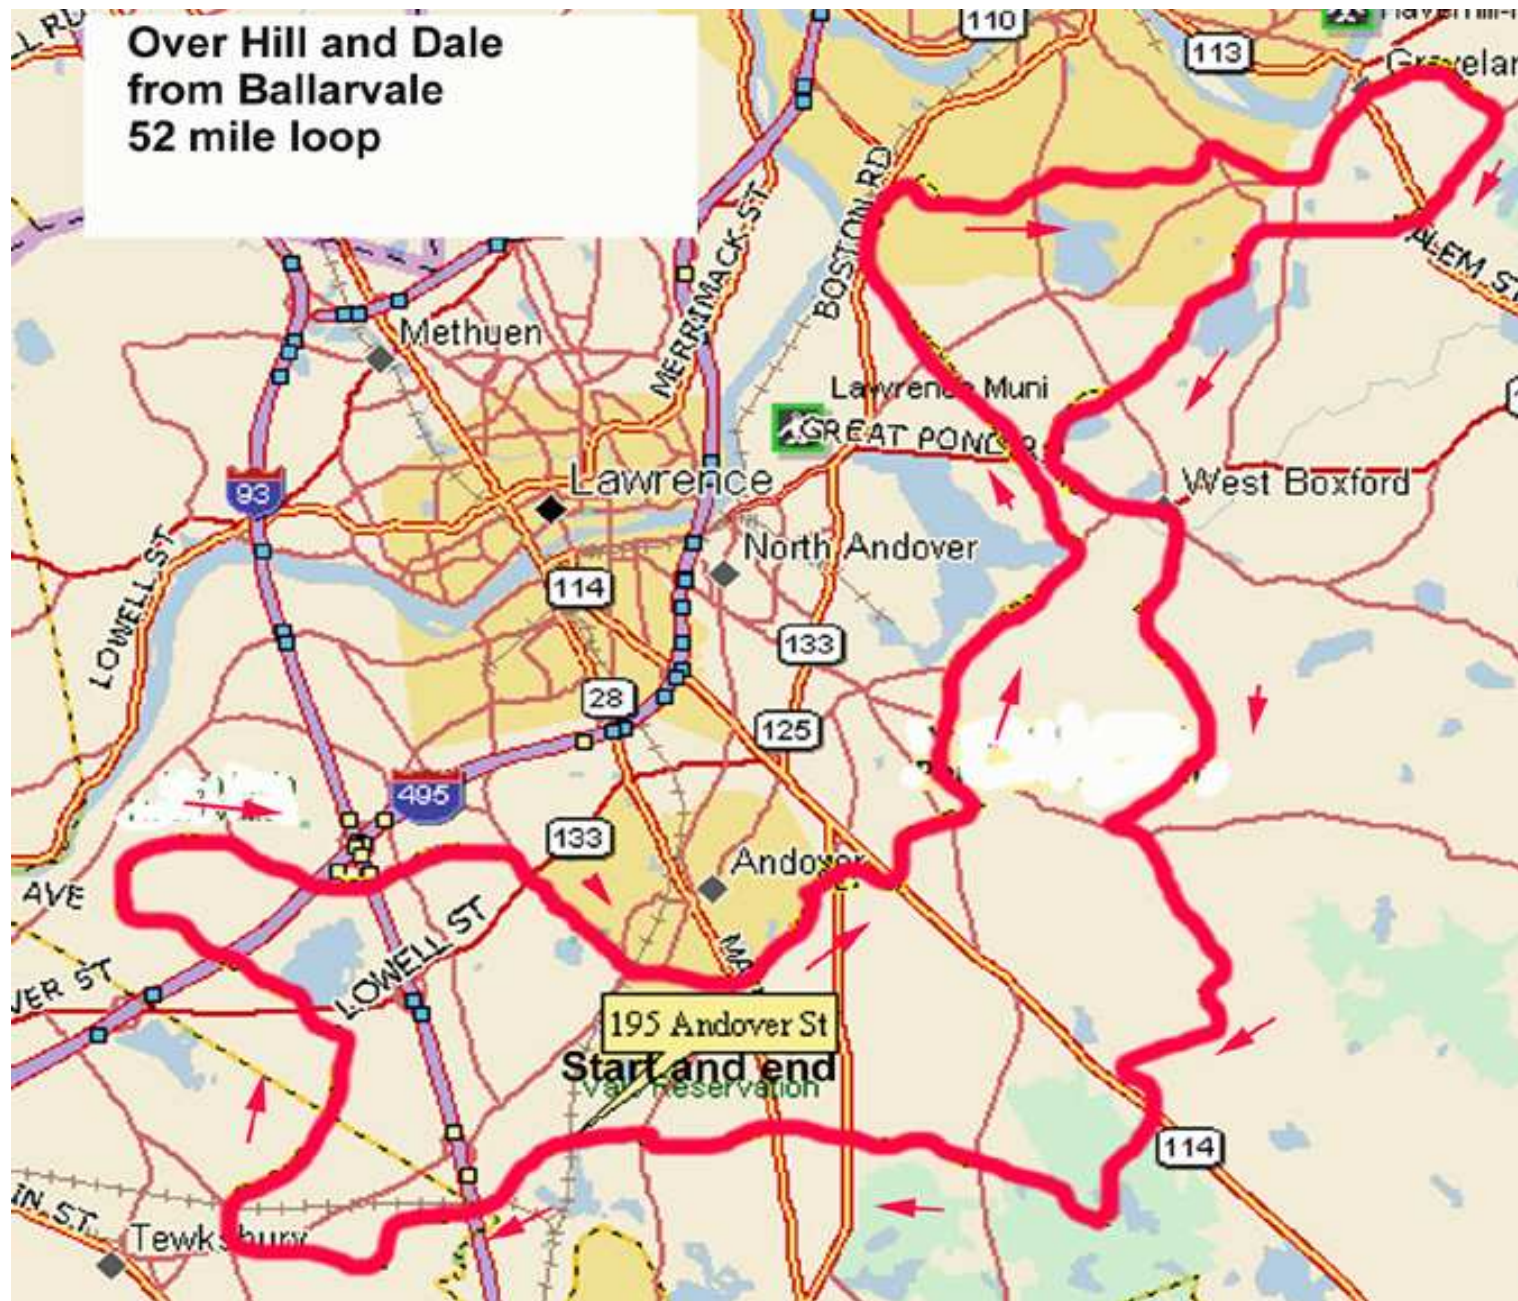 Over Hill and Dale
from Ballarvale
52 mile loop
110
113
BOSTON RD
MERRIMACK ST
Methuen
Lawrence Muni
GREAT POND
93
Lawrence
West Boxford
North Andover
LOWELL ST
114
133
28
125
495
133
Andover
AVE
LOWELL ST
195 Andover St
Start and end
Reservation
114
Tewksbury